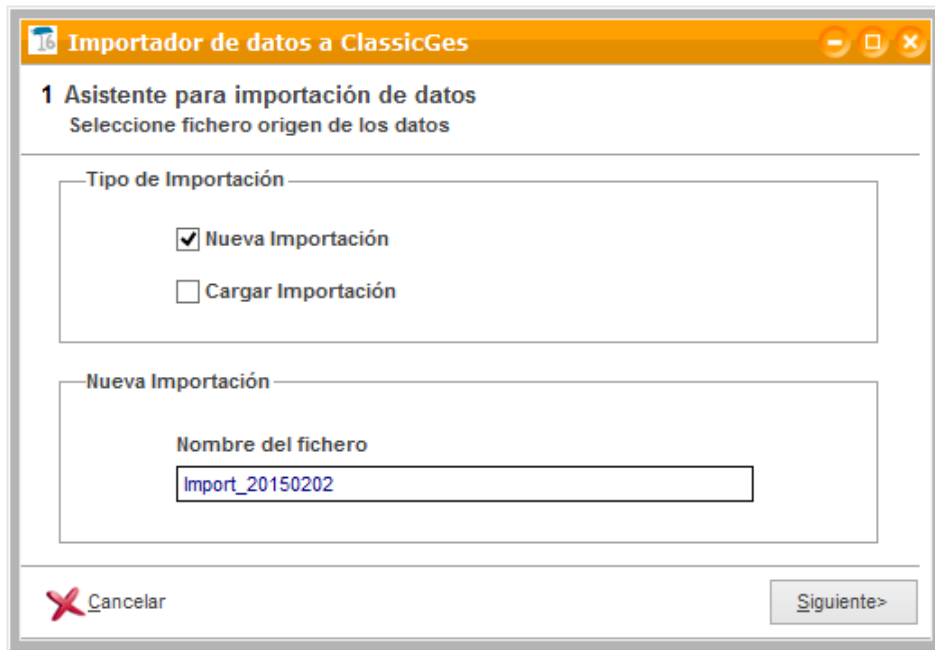 16 Importador de datos a ClassicGes
1 Asistente para importación de datos
Seleccione fichero origen de los datos
Tipo de Importación
Nueva Importación
Cargar Importación
Nueva Importación
Nombre del fichero
Import_20150202
Cancelar
Siguiente>